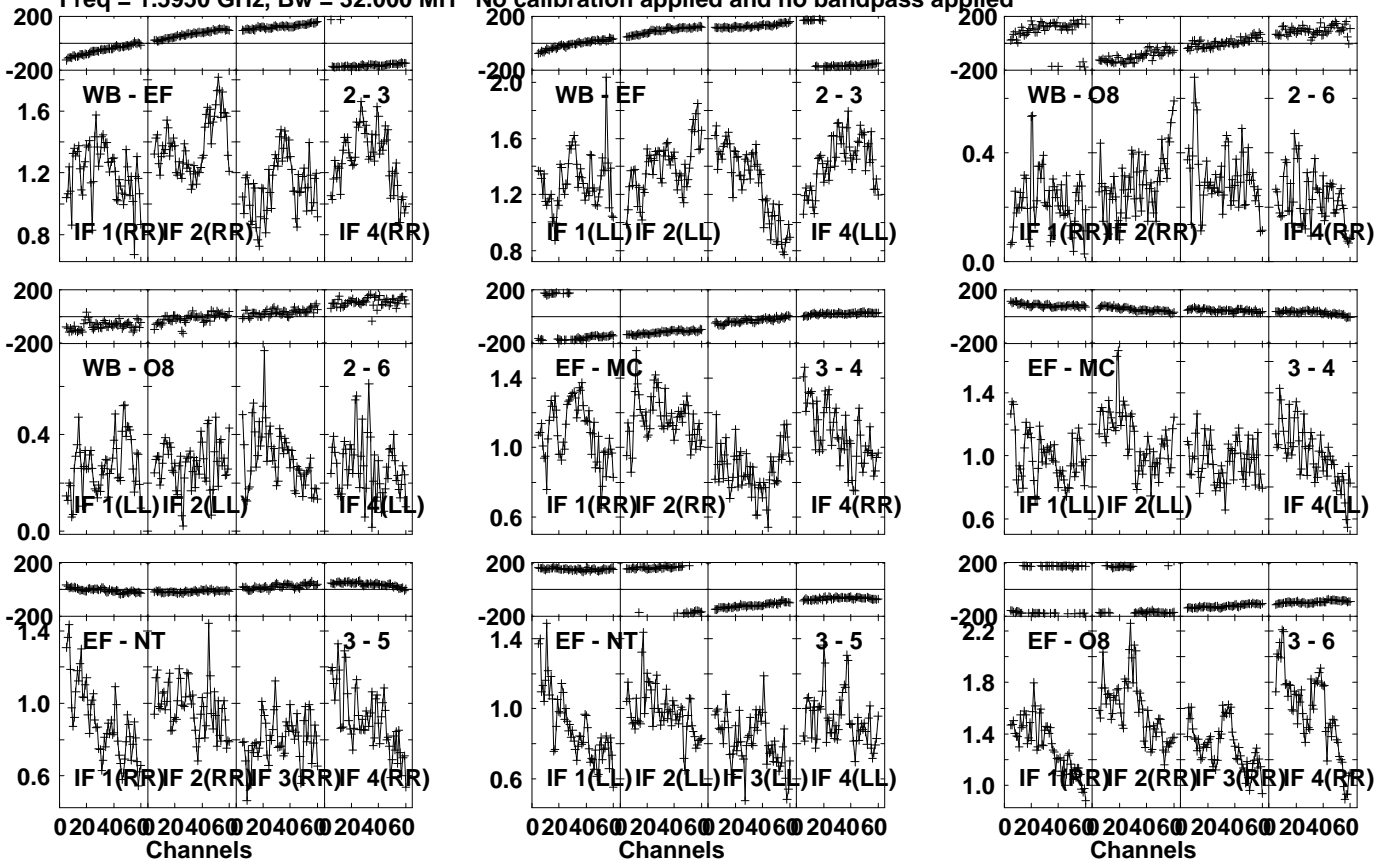 Freq = 1.5950 GHz, Bw = 32.000 MH No calibration applied and no bandpass applied
200
-200
WB - EF 2 - 3
1.6
1.2
0.8
IF 1(RR) IF 2(RR) IF 4(RR)
200
-200
WB - EF 2 - 3
2.0
1.6
1.2
0.8
IF 1(LL) IF 2(LL) IF 4(LL)
200
-200
WB - O8 2 - 6
0.4
0.0
IF 1(RR) IF 2(RR) IF 4(RR)
200
-200
WB - O8 2 - 6
0.4
0.0
IF 1(LL) IF 2(LL) IF 4(LL)
200
-200
EF - MC 3 - 4
1.4
1.0
0.6
IF 1(RR) IF 2(RR) IF 4(RR)
200
-200
EF - MC 3 - 4
1.4
1.0
0.6
IF 1(LL) IF 2(LL) IF 4(LL)
200
-200
EF - NT 3 - 5
1.4
1.0
0.6
IF 1(RR) IF 2(RR) IF 3(RR) IF 4(RR)
0 20 40 60 0 20 40 60 0 20 40 60 0 20 40 60
Channels
200
-200
EF - NT 3 - 5
1.4
1.0
0.6
IF 1(LL) IF 2(LL) IF 3(LL) IF 4(LL)
0 20 40 60 0 20 40 60 0 20 40 60 0 20 40 60
Channels
200
-200
EF - O8 3 - 6
2.2
1.8
1.4
1.0
IF 1(RR) IF 2(RR) IF 3(RR) IF 4(RR)
0 20 40 60 0 20 40 60 0 20 40 60 0 20 40 60
Channels